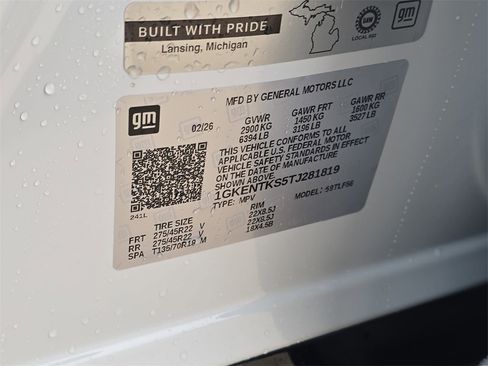 BUILT WITH PRIDE
Lansing, Michigan
LOCAL 652
gm
gm
MFD BY GENERAL MOTORS LLC
02/26
GVWR GAWR FRT GAWR RR
2900 KG 1450 KG 1600 KG
6394 LB 3196 LB 3527 LB
THIS VEHICLE CONFORMS TO ALL
APPLICABLE U.S. FEDERAL MOTOR
VEHICLE SAFETY STANDARDS IN EFFECT
ON THE DATE OF MANUFACTURE
SHOWN ABOVE.
1GKENTKS5TJ281819
TYPE: MPV MODEL: 59TLF56
241L
TIRE SIZE RIM
FRT 275/45R22 V 22X8.5J
RR 275/45R22 V 22X8.5J
SPA T135/70R19 M 18X4.5B